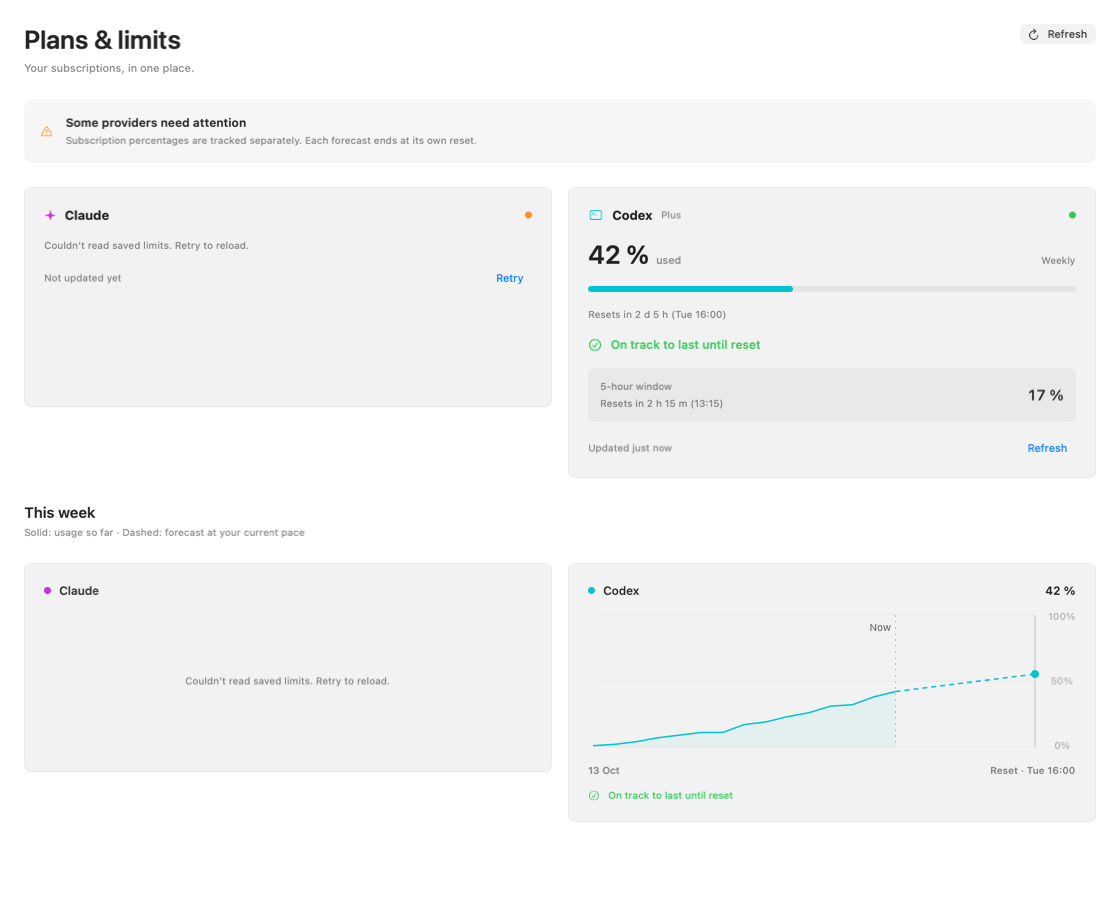 Plans & limits
Refresh
Your subscriptions, in one place.
Some providers need attention
Subscription percentages are tracked separately. Each forecast ends at its own reset.
Claude
Couldn't read saved limits. Retry to reload.
Not updated yet
Retry
Codex Plus
42 % used
Weekly
Resets in 2 d 5 h (Tue 16:00)
On track to last until reset
5-hour window
Resets in 2 h 15 m (13:15)
17 %
Updated just now
Refresh
This week
Solid: usage so far · Dashed: forecast at your current pace
Claude
Couldn't read saved limits. Retry to reload.
Codex
42 %
100%
Now
50%
0%
13 Oct
Reset · Tue 16:00
On track to last until reset